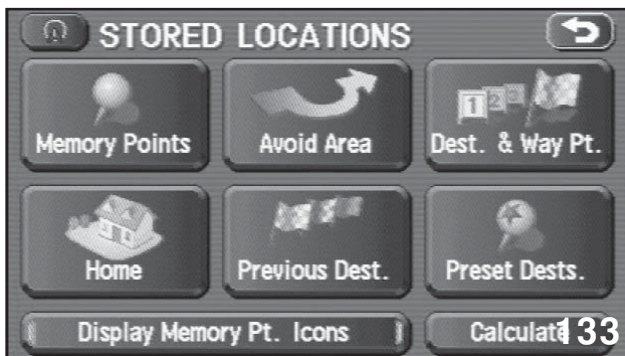 STORED LOCATIONS
Memory Points
Avoid Area
1 2 3
Dest. & Way Pt.
Home
Previous Dest.
Preset Dests.
Display Memory Pt. Icons
Calculate
133